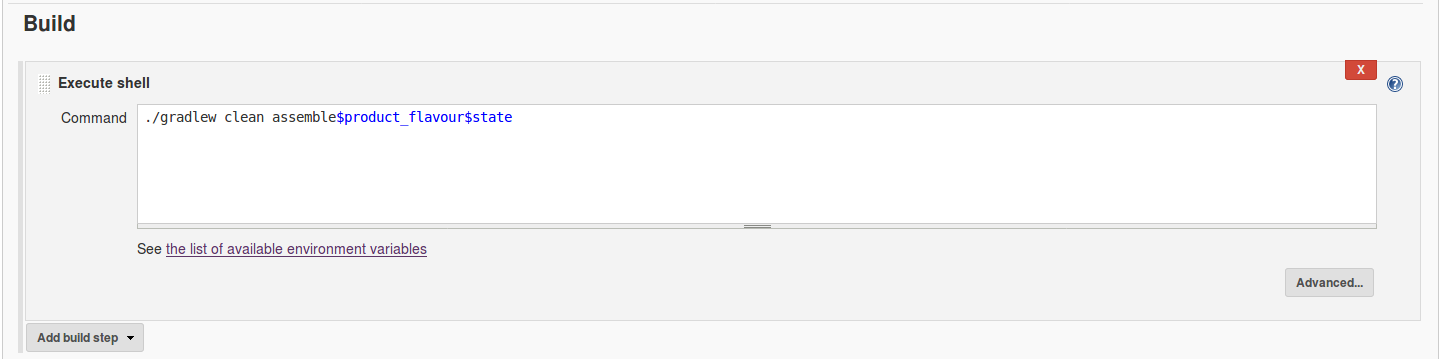 Build
Execute shell
X
Command
./gradlew clean assemble$product_flavour$state
See the list of available environment variables
Advanced...
Add build step